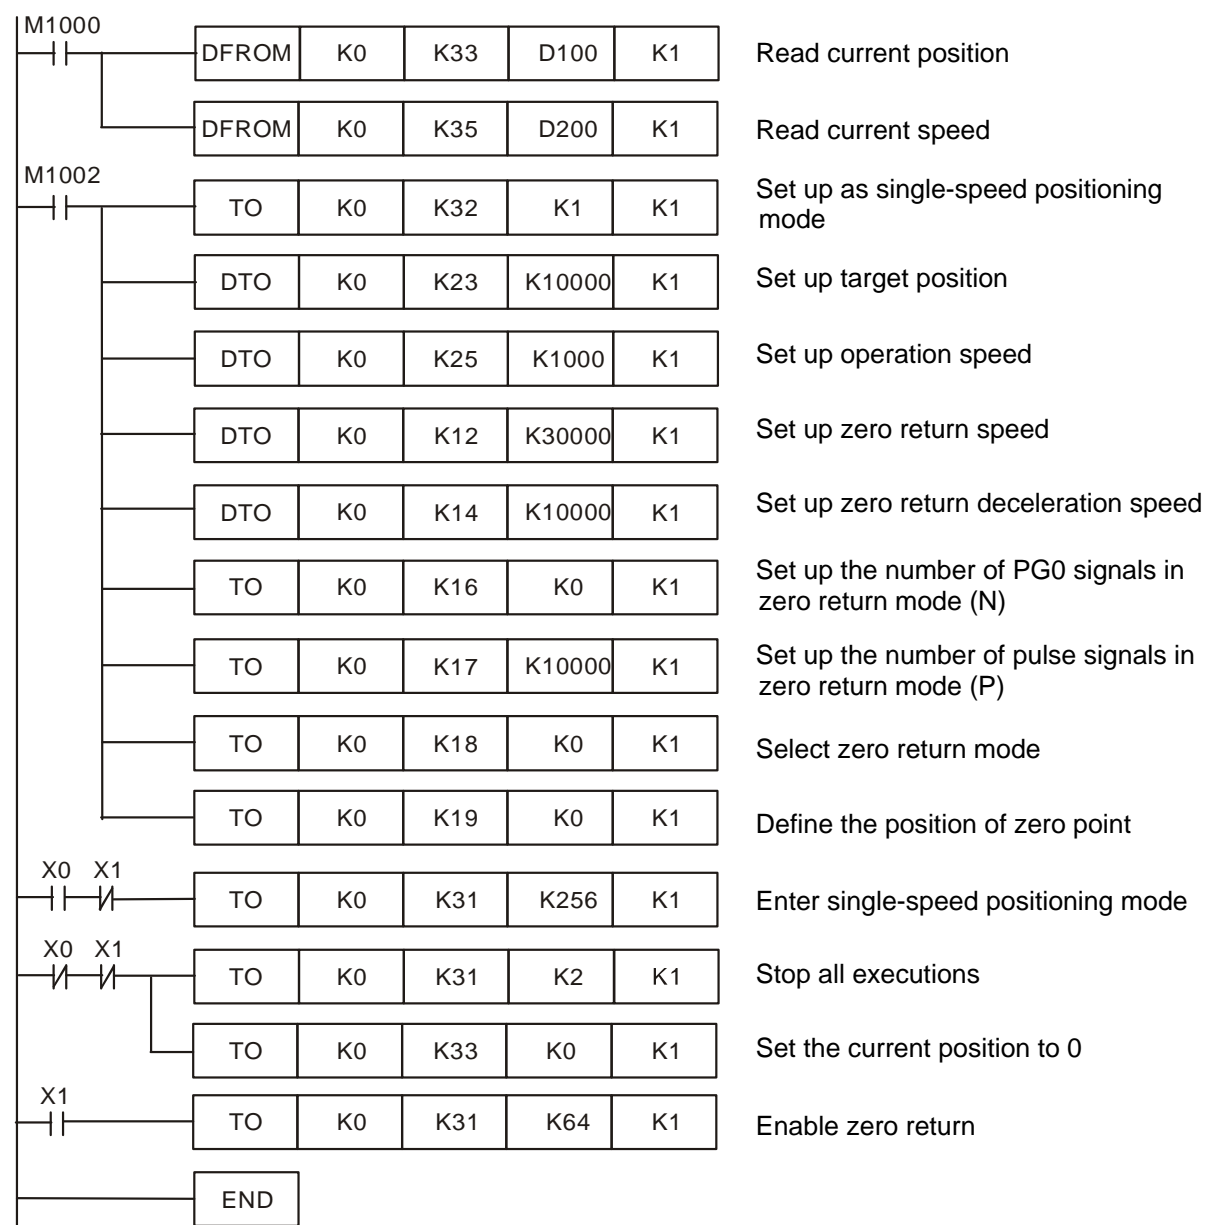 M1000
DFROM K0 K33 D100 K1 Read current position
DFROM K0 K35 D200 K1 Read current speed
M1002
TO K0 K32 K1 K1 Set up as single-speed positioning
mode
DTO K0 K23 K10000 K1 Set up target position
DTO K0 K25 K1000 K1 Set up operation speed
DTO K0 K12 K30000 K1 Set up zero return speed
DTO K0 K14 K10000 K1 Set up zero return deceleration speed
TO K0 K16 K0 K1 Set up the number of PG0 signals in
zero return mode (N)
TO K0 K17 K10000 K1 Set up the number of pulse signals in
zero return mode (P)
TO K0 K18 K0 K1 Select zero return mode
TO K0 K19 K0 K1 Define the position of zero point
X0 X1
TO K0 K31 K256 K1 Enter single-speed positioning mode
X0 X1
TO K0 K31 K2 K1 Stop all executions
TO K0 K33 K0 K1 Set the current position to 0
X1
TO K0 K31 K64 K1 Enable zero return
END